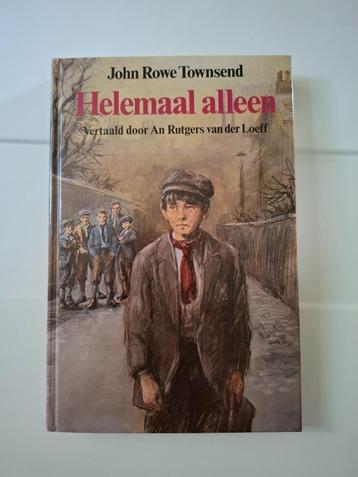 John Rowe Townsend
Helemaal alleen
Vertaald door An Rutgers van der Loeff